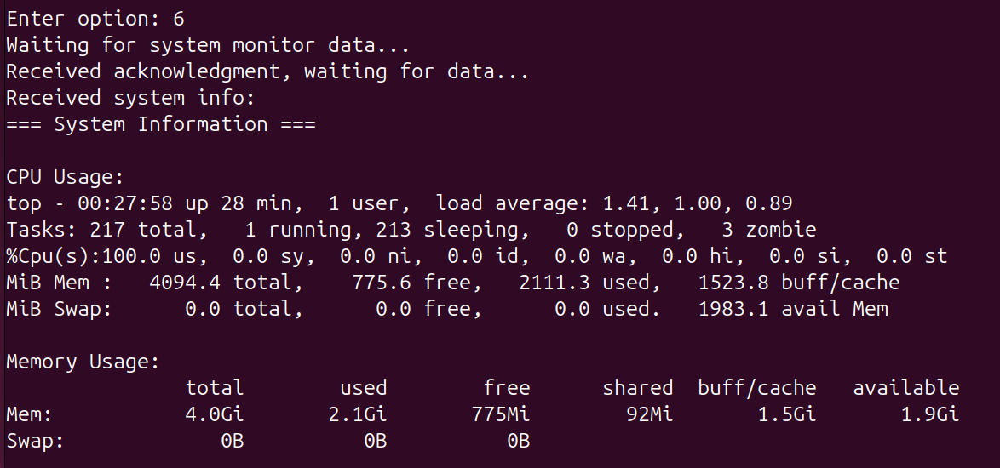 Enter option: 6
Waiting for system monitor data...
Received acknowledgment, waiting for data...
Received system info:
=== System Information ===
CPU Usage:
top - 00:27:58 up 28 min,  1 user,  load average: 1.41, 1.00, 0.89
Tasks: 217 total,   1 running, 213 sleeping,   0 stopped,   3 zombie
%Cpu(s):100.0 us,  0.0 sy,  0.0 ni,  0.0 id,  0.0 wa,  0.0 hi,  0.0 si,  0.0 st
MiB Mem :   4094.4 total,    775.6 free,   2111.3 used,   1523.8 buff/cache
MiB Swap:      0.0 total,      0.0 free,      0.0 used.   1983.1 avail Mem
Memory Usage:
               total        used        free      shared  buff/cache   available
Mem:           4.0Gi       2.1Gi       775Mi        92Mi       1.5Gi       1.9Gi
Swap:             0B          0B          0B